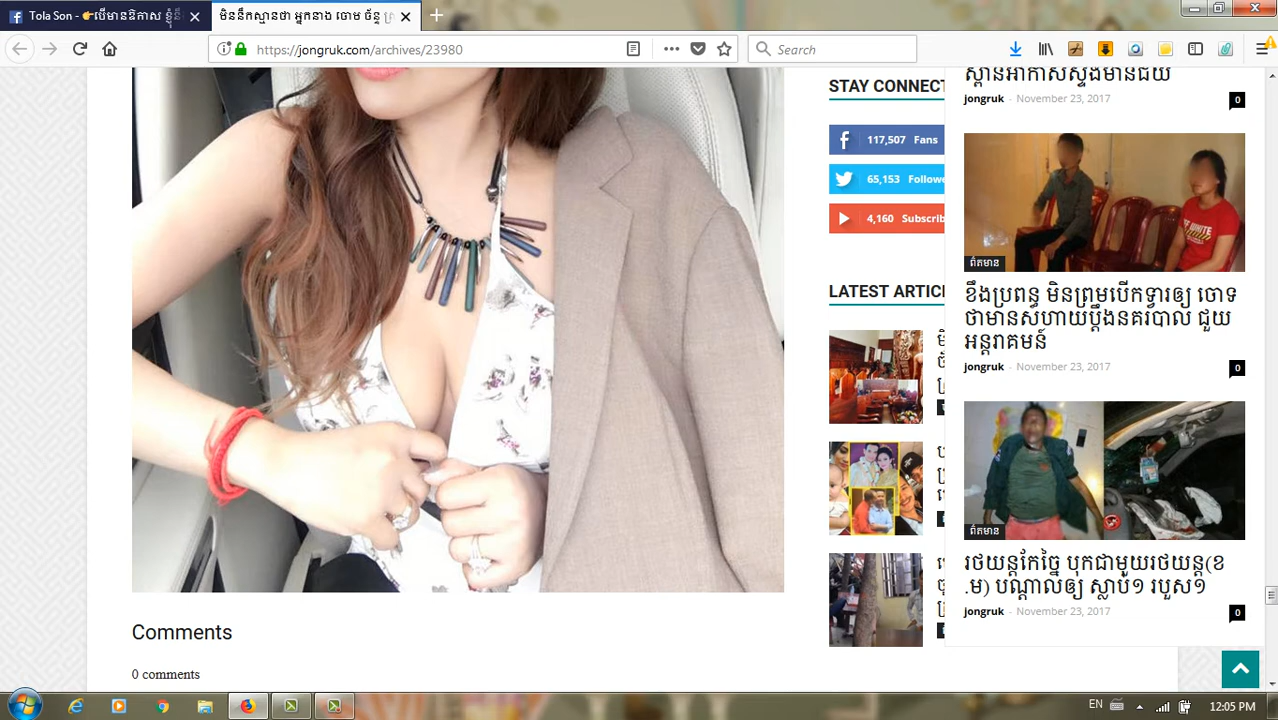 Tola Son - 👉បើមានឱកាស ខ្ញុំ
មិននឹកស្មានថា អ្នកនាង ចោម ច័ន្ទ
https://jongruk.com/archives/23980
Search
STAY CONNECT
117,507 Fans
65,153 Followe
4,160 Subscrib
LATEST ARTICL
ស្ពានអាកាសស្ទឹងមានជ័យ
jongruk - November 23, 2017
0
ព័ត៌មាន
ខឹងប្រពន្ធ មិនព្រមបើកទ្វារឲ្យ ចោទ
ថាមានសហាយប្ដឹងនគរបាល ជួយ
អន្តរាគមន៍
jongruk - November 23, 2017
0
ព័ត៌មាន
រថយន្តកែច្នៃ បុកជាមួយរថយន្ត(ខ
.ម) បណ្តាលឲ្យ ស្លាប់១ របួស១
jongruk - November 23, 2017
0
Comments
0 comments
EN
12:05 PM